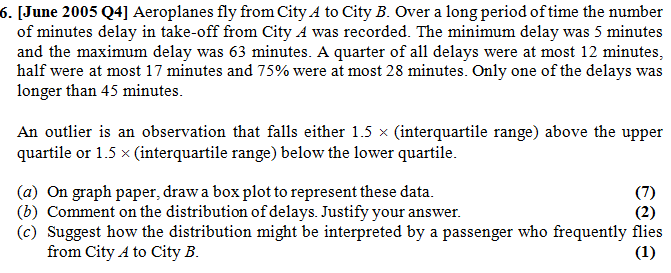 6. [June 2005 Q4] Aeroplanes fly from City A to City B. Over a long period of time the number
of minutes delay in take-off from City A was recorded. The minimum delay was 5 minutes
and the maximum delay was 63 minutes. A quarter of all delays were at most 12 minutes,
half were at most 17 minutes and 75% were at most 28 minutes. Only one of the delays was
longer than 45 minutes.
An outlier is an observation that falls either 1.5 × (interquartile range) above the upper
quartile or 1.5 × (interquartile range) below the lower quartile.
(a) On graph paper, draw a box plot to represent these data. (7)
(b) Comment on the distribution of delays. Justify your answer. (2)
(c) Suggest how the distribution might be interpreted by a passenger who frequently flies
from City A to City B. (1)